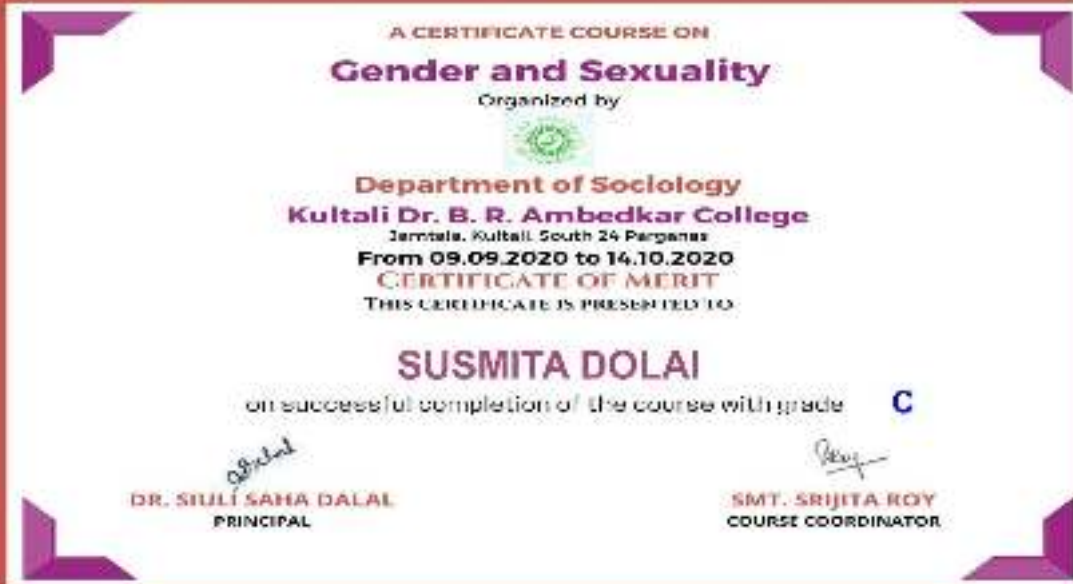 A CERTIFICATE COURSE ON
Gender and Sexuality
Organized by
Department of Sociology
Kultali Dr. B. R. Ambedkar College
Jamtala, Kultali, South 24 Parganas
From 09.09.2020 to 14.10.2020
CERTIFICATE OF MERIT
THIS CERTIFICATE IS PRESENTED TO
SUSMITA DOLAI
on successful completion of the course with grade C
DR. SIULI SAHA DALAL
PRINCIPAL
SMT. SRIJITA ROY
COURSE COORDINATOR